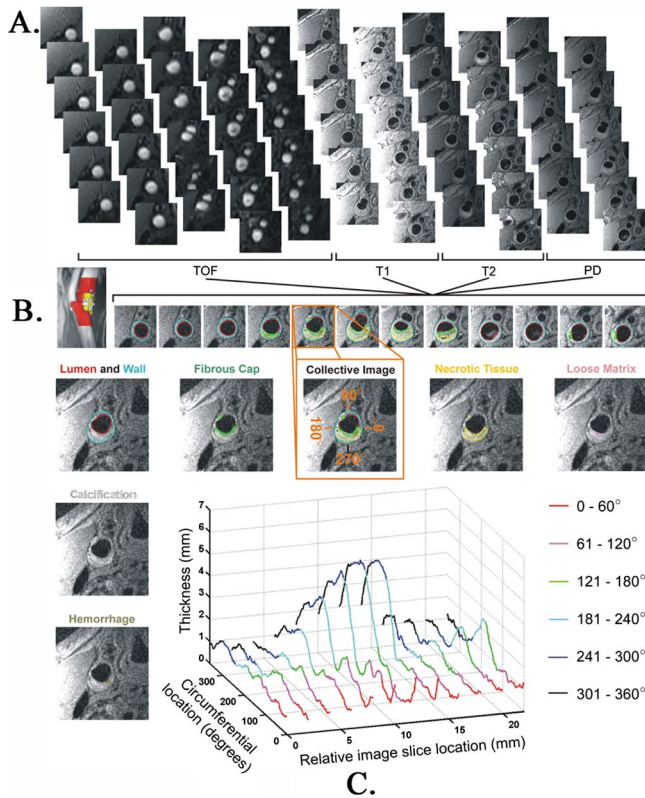 A.
TOF T1 T2 PD
B.
Lumen and Wall Fibrous Cap Collective Image Necrotic Tissue Loose Matrix
90
180 0
270
Calcification
Hemorrhage
Thickness (mm)
7
6
5
4
3
2
1
0
Circumferential
location (degrees)
300
200
100
0
0 5 10 15 20
Relative image slice location (mm)
0 - 60°
61 - 120°
121 - 180°
181 - 240°
241 - 300°
301 - 360°
C.